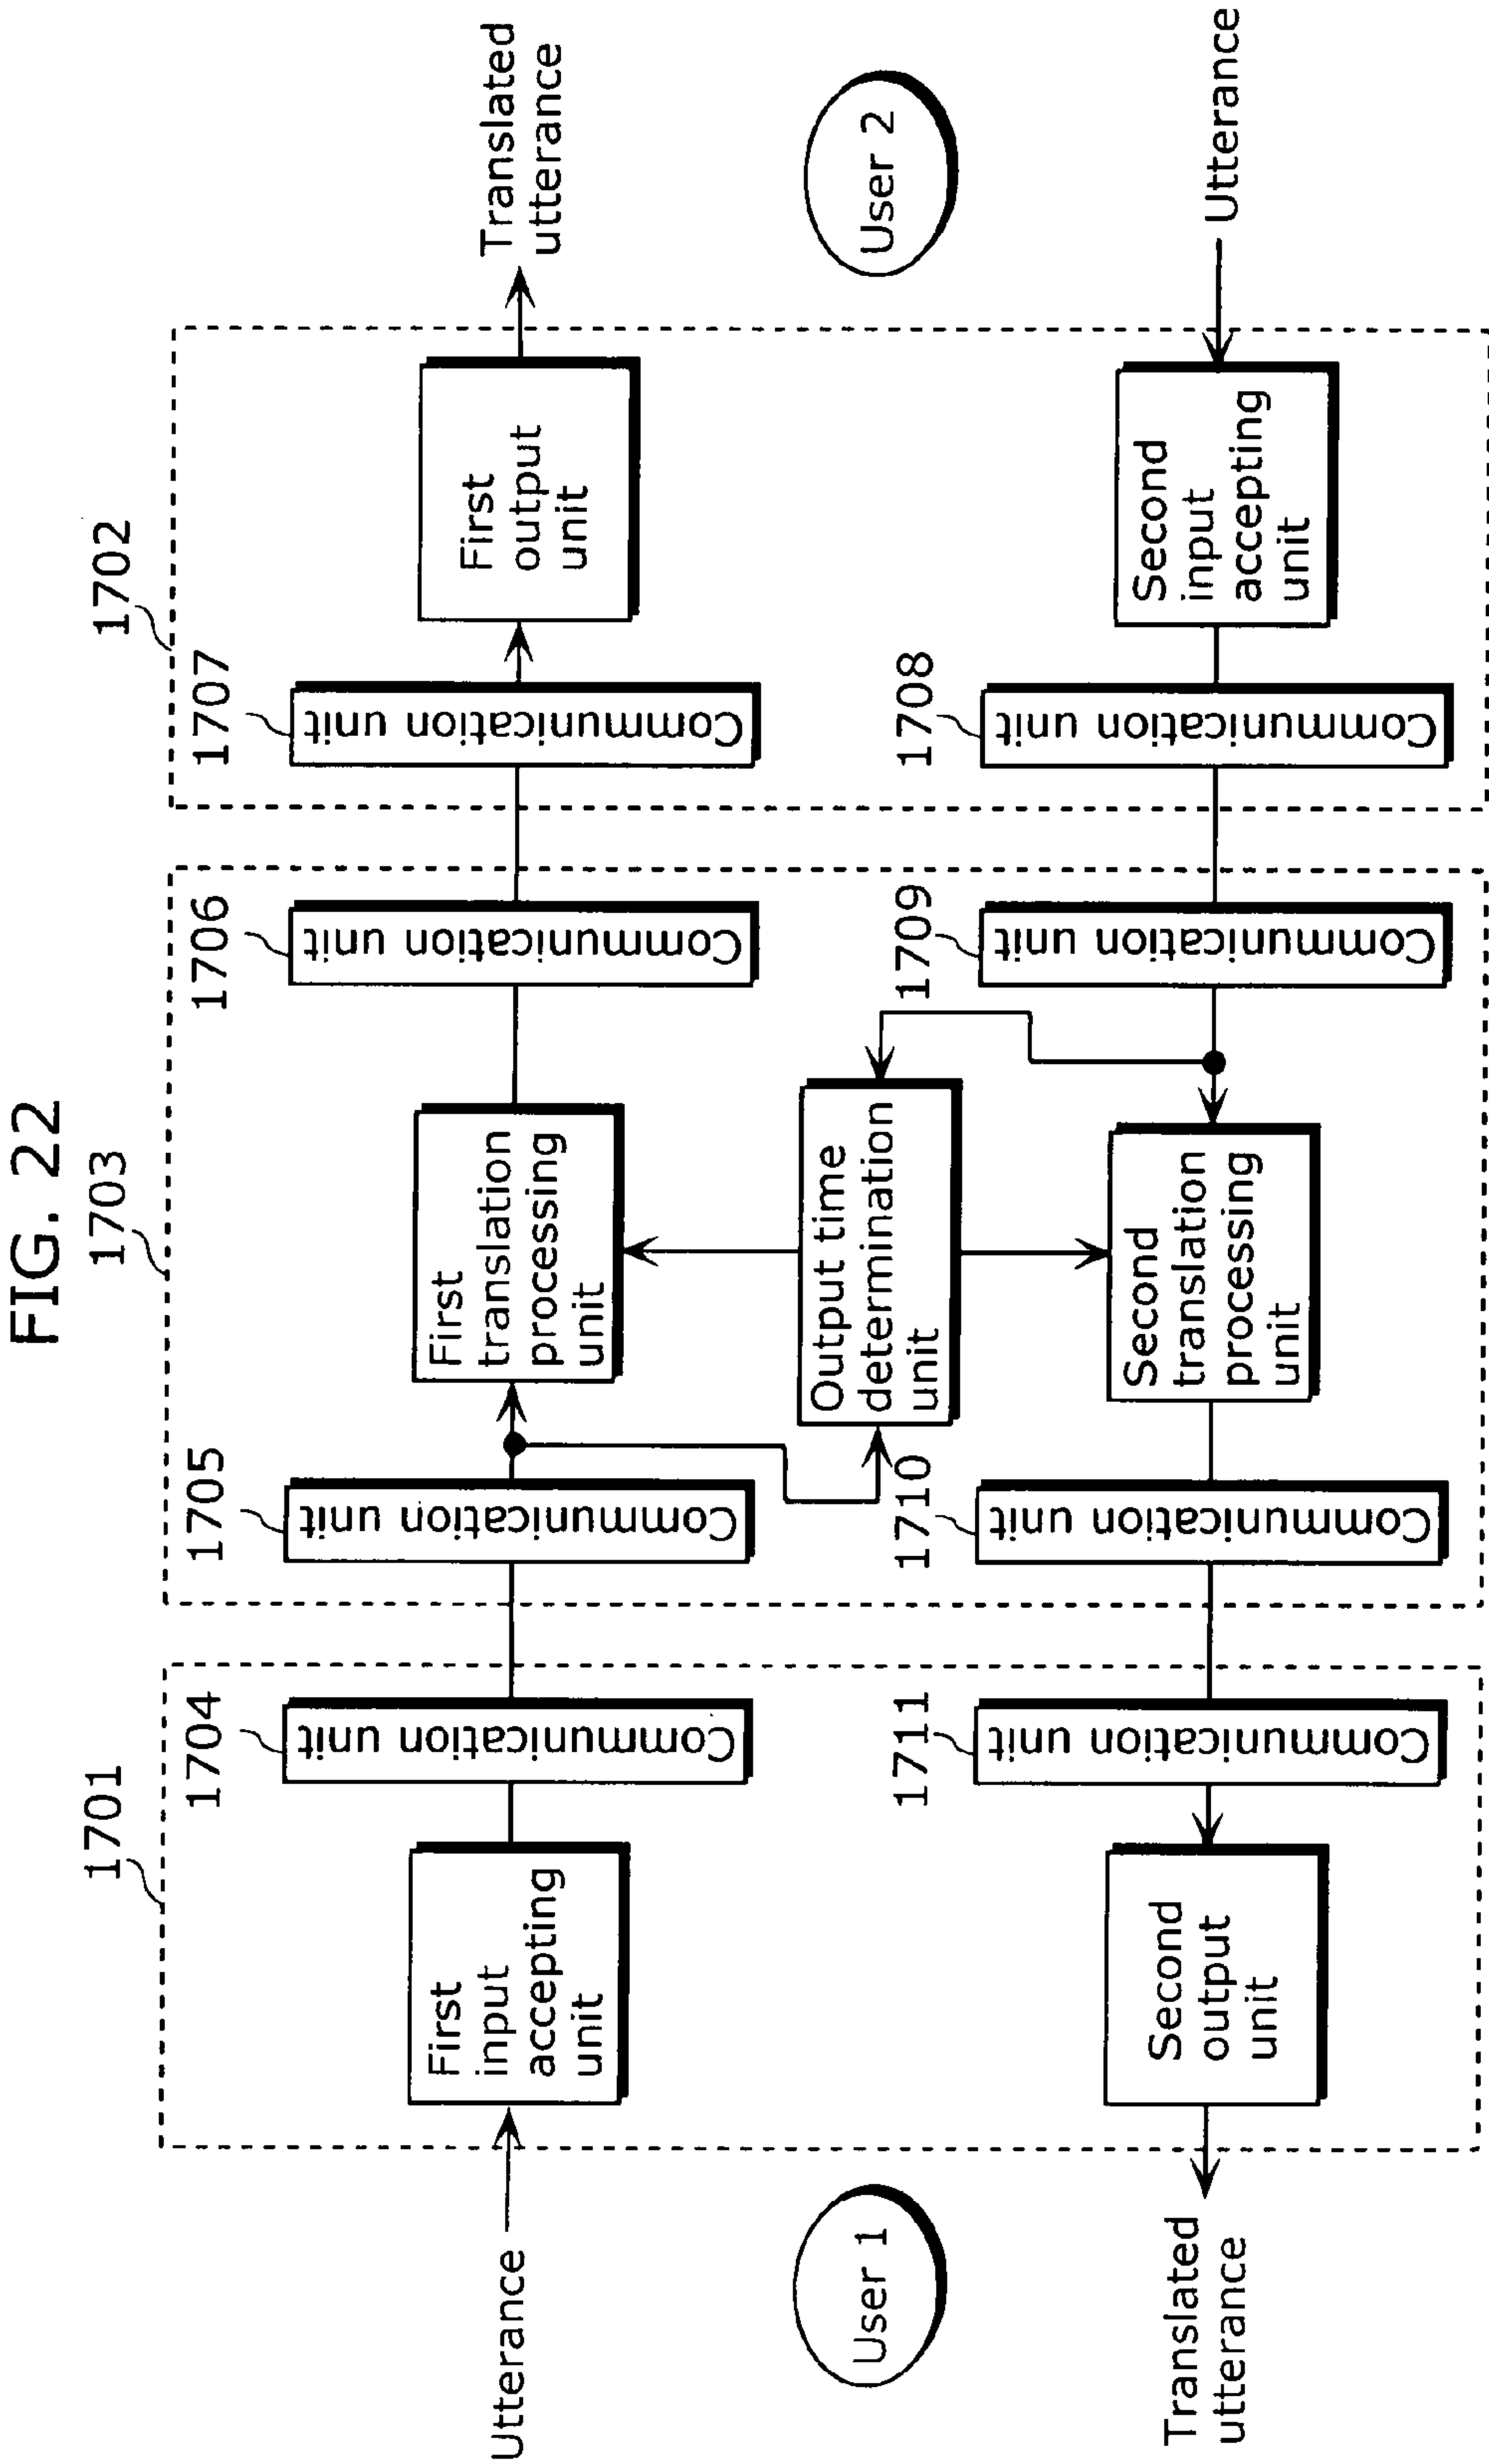 FIG. 22
1701
1703
1702
1704
1705
1706
1707
Utterance
First
input
accepting
unit
Communication
unit
Communication
unit
First
translation
processing
unit
Communication
unit
Communication
unit
First
output
unit
Translated
utterance
User 1
Output time
determination
unit
User 2
1711
1710
1709
1708
Translated
utterance
Second
output
unit
Communication
unit
Communication
unit
Second
translation
processing
unit
Communication
unit
Communication
unit
Second
input
accepting
unit
Utterance